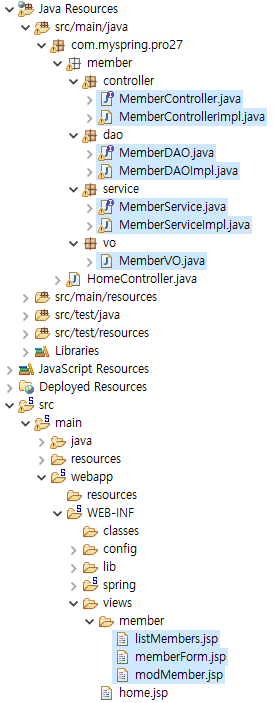 Java Resources
src/main/java
com.myspring.pro27
member
controller
MemberController.java
MemberControllerImpl.java
dao
MemberDAO.java
MemberDAOImpl.java
service
MemberService.java
MemberServiceImpl.java
vo
MemberVO.java
HomeController.java
src/main/resources
src/test/java
src/test/resources
Libraries
JavaScript Resources
Deployed Resources
src
main
java
resources
webapp
resources
WEB-INF
classes
config
lib
spring
views
member
listMembers.jsp
memberForm.jsp
modMember.jsp
home.jsp